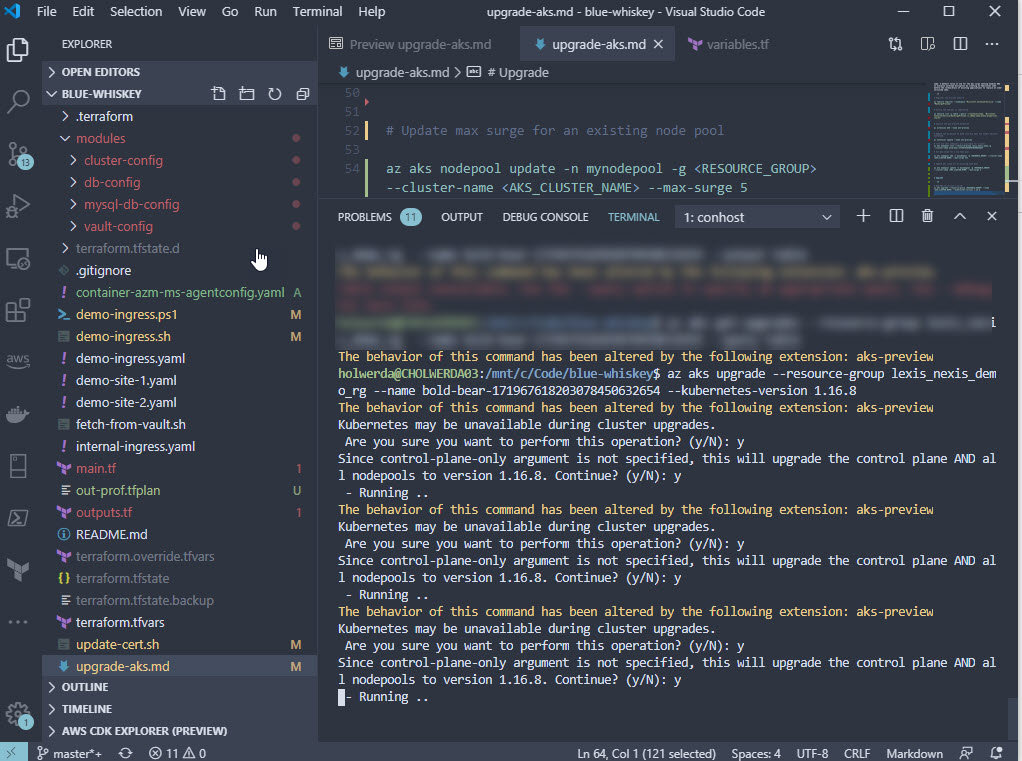 File Edit Selection View Go Run Terminal Help upgrade-aks.md - blue-whiskey - Visual Studio Code
EXPLORER
OPEN EDITORS
BLUE-WHISKEY
.terraform
modules
cluster-config
db-config
mysql-db-config
vault-config
terraform.tfstate.d
.gitignore
container-azm-ms-agentconfig.yaml A
demo-ingress.ps1 M
demo-ingress.sh M
demo-ingress.yaml
demo-site-1.yaml
demo-site-2.yaml
fetch-from-vault.sh
internal-ingress.yaml
main.tf 1
out-prof.tfplan U
outputs.tf 1
README.md
terraform.override.tfvars
terraform.tfstate
terraform.tfstate.backup
terraform.tfvars
update-cert.sh M
upgrade-aks.md M
OUTLINE
TIMELINE
AWS CDK EXPLORER (PREVIEW)
13
aws
1
Preview upgrade-aks.md upgrade-aks.md variables.tf
upgrade-aks.md > # Upgrade
50
51
52 # Update max surge for an existing node pool
53
54 az aks nodepool update -n mynodepool -g <RESOURCE_GROUP>
--cluster-name <AKS_CLUSTER_NAME> --max-surge 5
PROBLEMS 11 OUTPUT DEBUG CONSOLE TERMINAL 1: conhost
The behavior of this command has been altered by the following extension: aks-preview
holwerda@CHOLWERDA03:/mnt/c/Code/blue-whiskey$ az aks upgrade --resource-group lexis_nexis_dem
o_rg --name bold-bear-1719676182030784506​32654 --kubernetes-version 1.16.8
The behavior of this command has been altered by the following extension: aks-preview
Kubernetes may be unavailable during cluster upgrades.
Are you sure you want to perform this operation? (y/N): y
Since control-plane-only argument is not specified, this will upgrade the control plane AND al
l nodepools to version 1.16.8. Continue? (y/N): y
- Running ..
The behavior of this command has been altered by the following extension: aks-preview
Kubernetes may be unavailable during cluster upgrades.
Are you sure you want to perform this operation? (y/N): y
Since control-plane-only argument is not specified, this will upgrade the control plane AND al
l nodepools to version 1.16.8. Continue? (y/N): y
- Running ..
The behavior of this command has been altered by the following extension: aks-preview
Kubernetes may be unavailable during cluster upgrades.
Are you sure you want to perform this operation? (y/N): y
Since control-plane-only argument is not specified, this will upgrade the control plane AND al
l nodepools to version 1.16.8. Continue? (y/N): y
- Running ..
master*+ 11 0 Ln 64, Col 1 (121 selected) Spaces: 4 UTF-8 CRLF Markdown